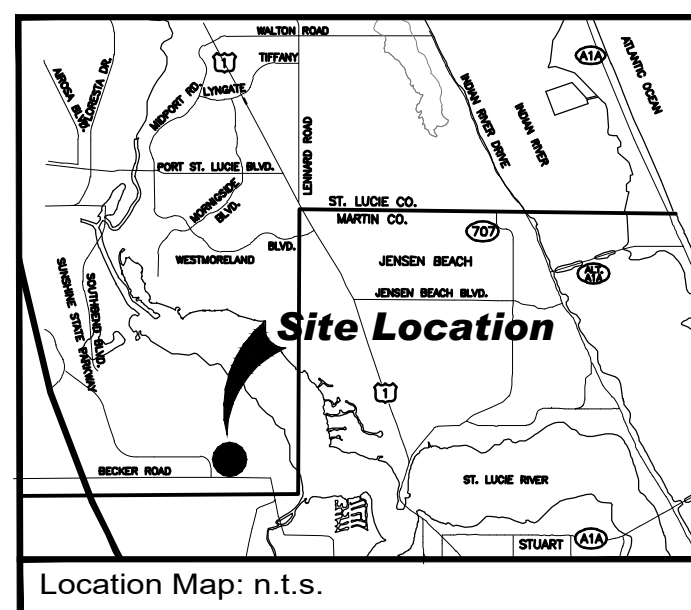 WALTON ROAD
1
TIFFANY
LYNGATE
MIDPORT RD.
AIROSA BLVD.
FLORESTA DR.
LENNARD ROAD
INDIAN RIVER DRIVE
INDIAN RIVER
A1A
ATLANTIC OCEAN
PORT ST. LUCIE BLVD.
MORNIGSIDE
BLVD.
ST. LUCIE CO.
MARTIN CO.
707
WESTMORELAND
BLVD.
JENSEN BEACH
ALT.
A1A
SOUTHBEND BLVD.
SUNSHINE STATE PARKWAY
JENSEN BEACH BLVD.
Site Location
1
BECKER ROAD
ST. LUCIE RIVER
STUART
A1A
Location Map: n.t.s.